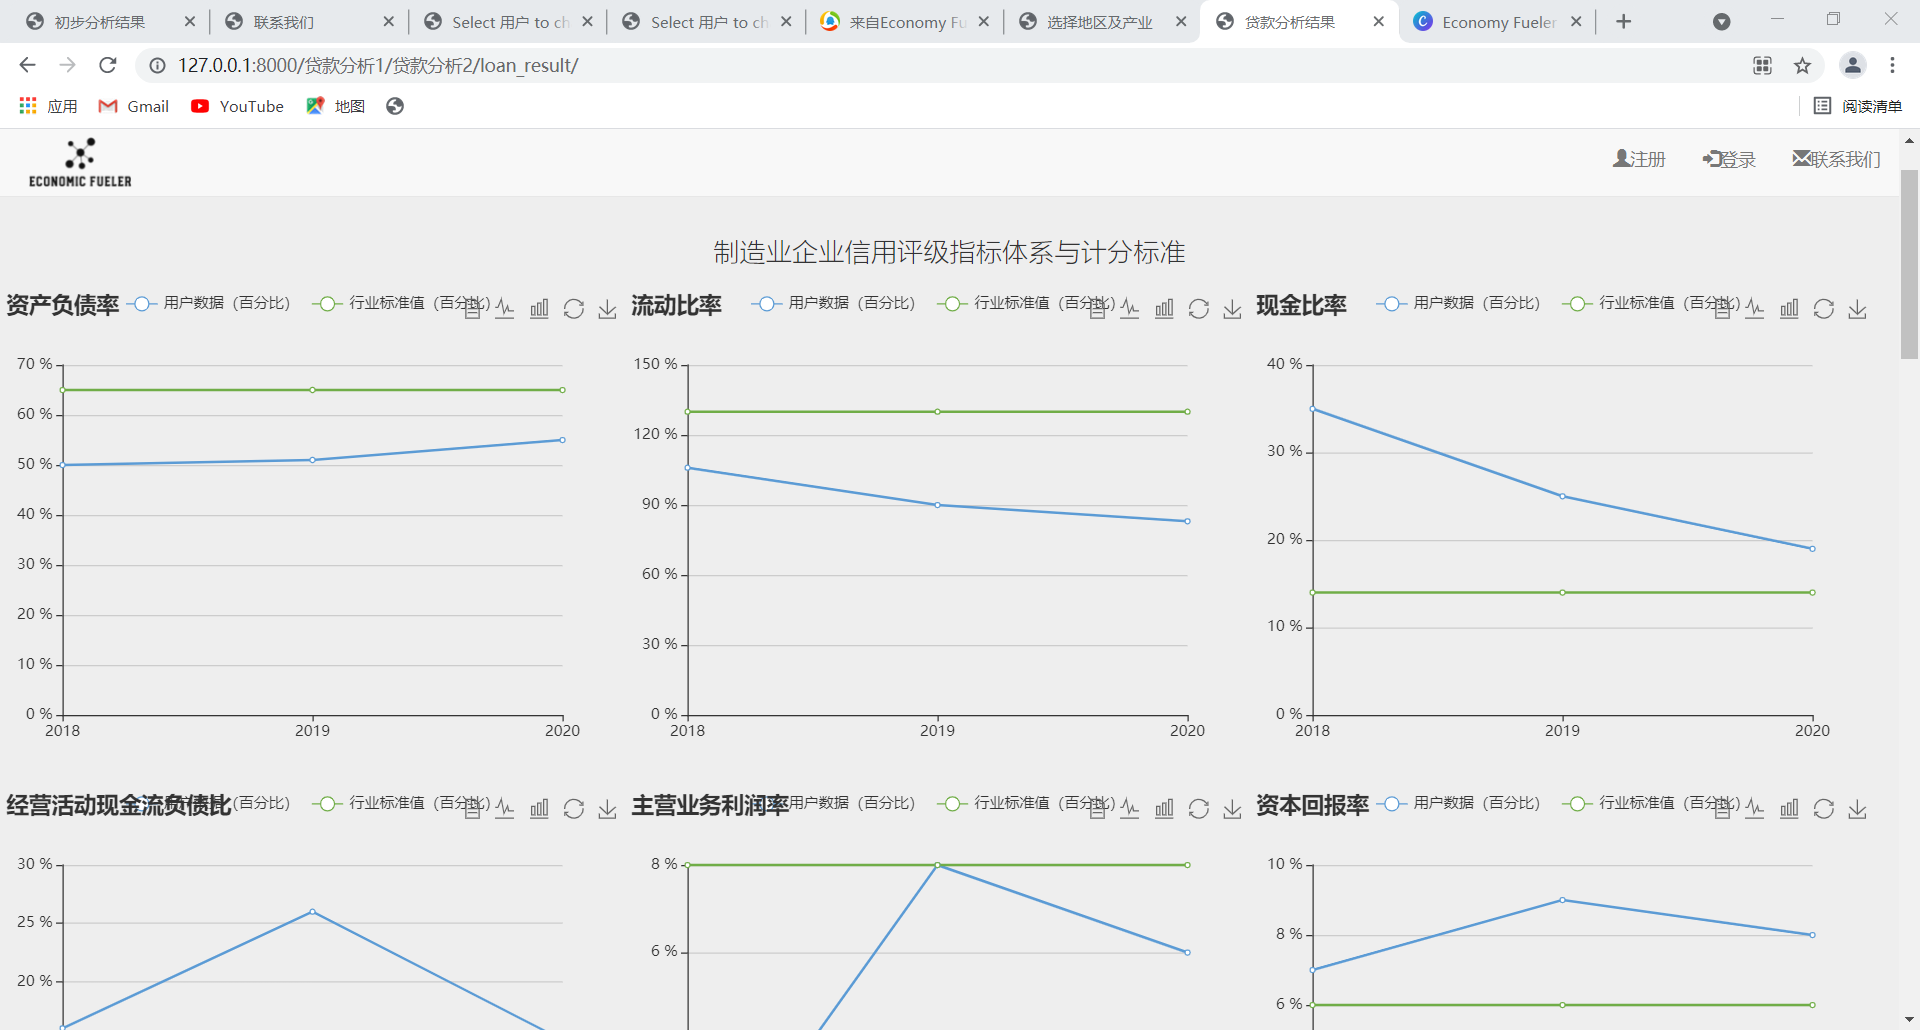 初步分析结果
联系我们
Select 用户 to ch
Select 用户 to ch
来自Economy Fu
选择地区及产业
贷款分析结果
Economy Fueler
127.0.0.1:8000/贷款分析1/贷款分析2/loan_result/
应用
Gmail
YouTube
地图
阅读清单
ECONOMIC FUELER
注册
登录
联系我们
制造业企业信用评级指标体系与计分标准
资产负债率
用户数据（百分比）
行业标准值（百分比）
流动比率
用户数据（百分比）
行业标准值（百分比）
现金比率
用户数据（百分比）
行业标准值（百分比）
70 %
60 %
50 %
40 %
30 %
20 %
10 %
0 %
2018
2019
2020
150 %
120 %
90 %
60 %
30 %
0 %
2018
2019
2020
40 %
30 %
20 %
10 %
0 %
2018
2019
2020
经营活动现金流负债比
用户数据（百分比）
行业标准值（百分比）
主营业务利润率
用户数据（百分比）
行业标准值（百分比）
资本回报率
用户数据（百分比）
行业标准值（百分比）
30 %
25 %
20 %
8 %
6 %
10 %
8 %
6 %